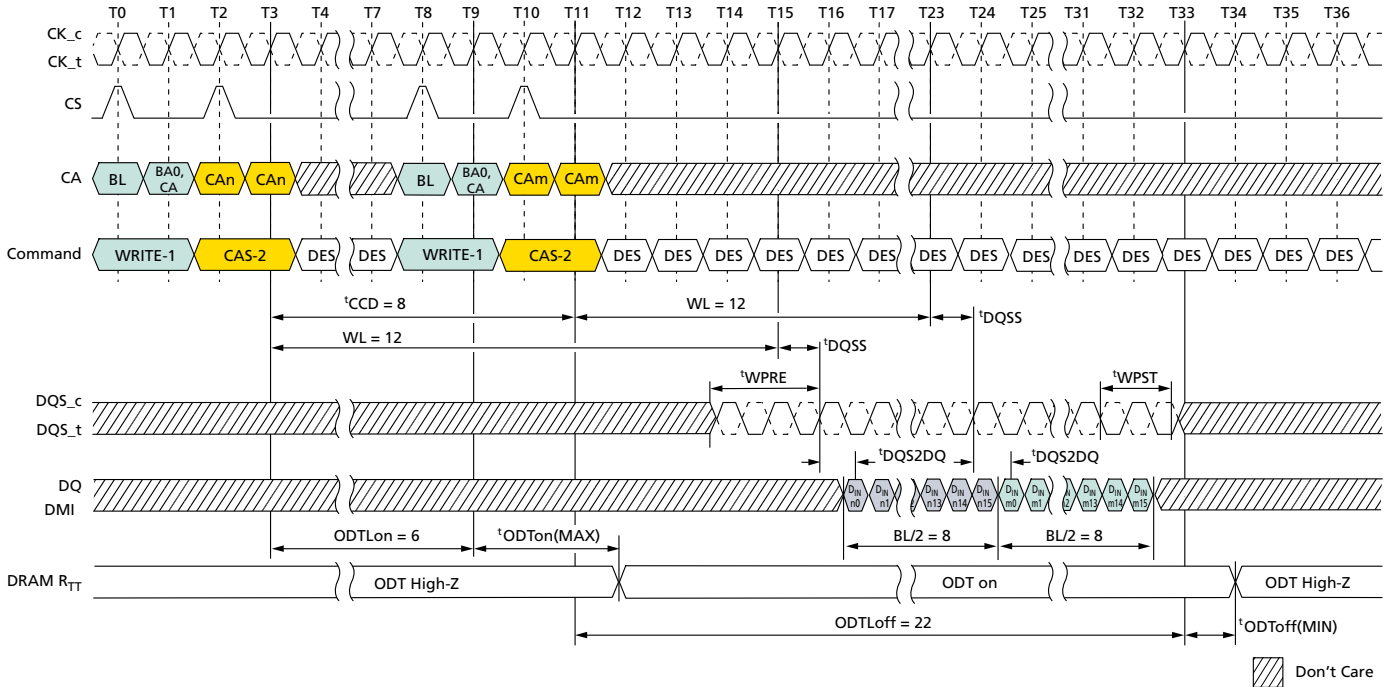 T0 T1 T2 T3 T4 T7 T8 T9 T10 T11 T12 T13 T14 T15 T16 T17 T23 T24 T25 T31 T32 T33 T34 T35 T36
CK_c
CK_t
CS
CA BL BA0, CA CAn CAn BL BA0, CA CAm CAm
Command WRITE-1 CAS-2 DES DES WRITE-1 CAS-2 DES DES DES DES DES DES DES DES DES DES DES DES DES DES DES
tCCD = 8 WL = 12 tDQSS
WL = 12 tDQSS
tWPRE tWPST
DQS_c
DQS_t
tDQS2DQ tDQS2DQ
DQ DIN n0 DIN n1 DIN n13 DIN n14 DIN n15 DIN m0 DIN m1 DIN m13 DIN m14 DIN m15
DMI
ODTLon = 6 tODTon(MAX) BL/2 = 8 BL/2 = 8
DRAM RTT ODT High-Z ODT on ODT High-Z
ODTLoff = 22 tODToff(MIN)
Don't Care